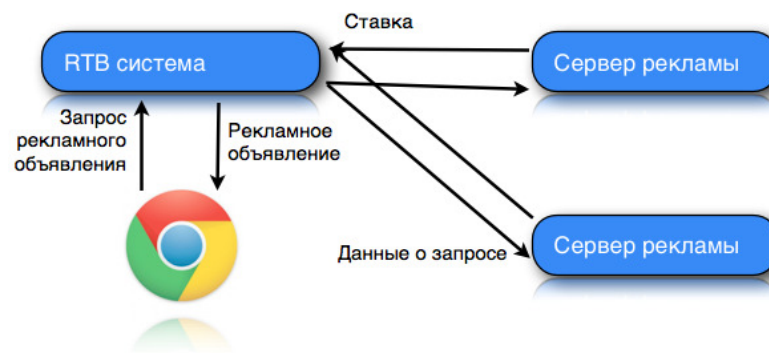 Ставка
RTB система
Сервер рекламы
Запрос
рекламного
объявления
Рекламное
объявление
Данные о запросе
Сервер рекламы